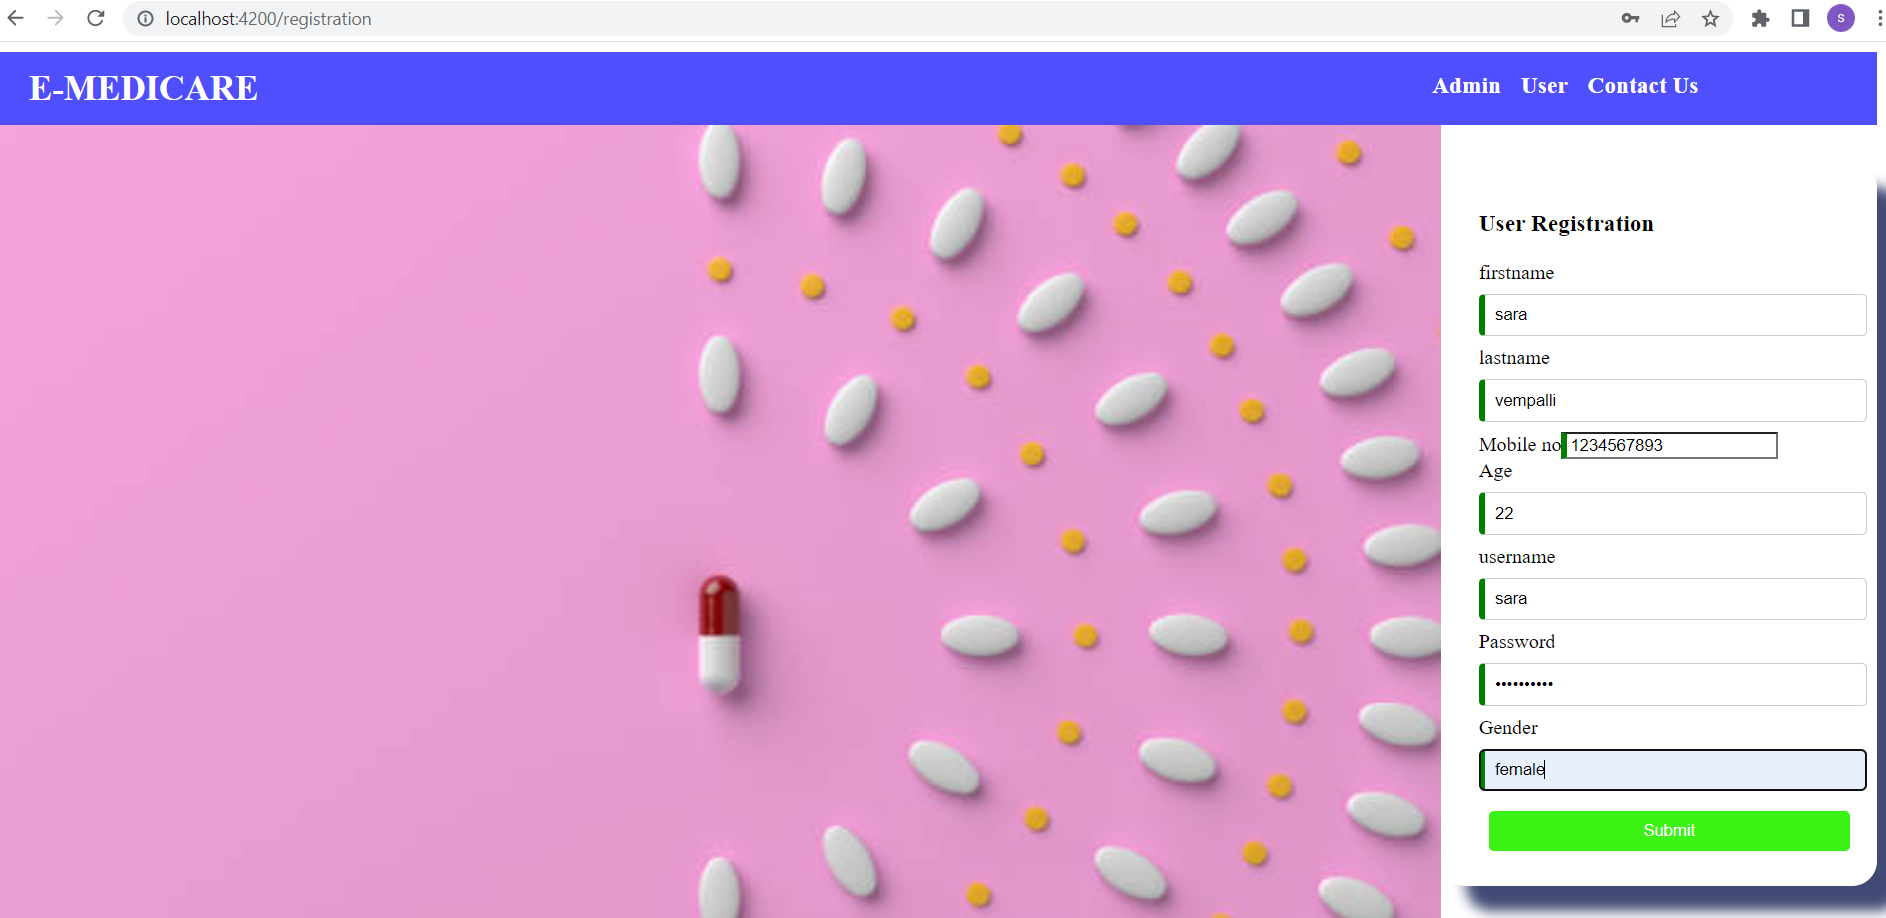 localhost:4200/registration
S
E-MEDICARE
Admin User Contact Us
User Registration
firstname
sara
lastname
vempalli
Mobile no 1234567893
Age
22
username
sara
Password
••••••••••
Gender
female
Submit